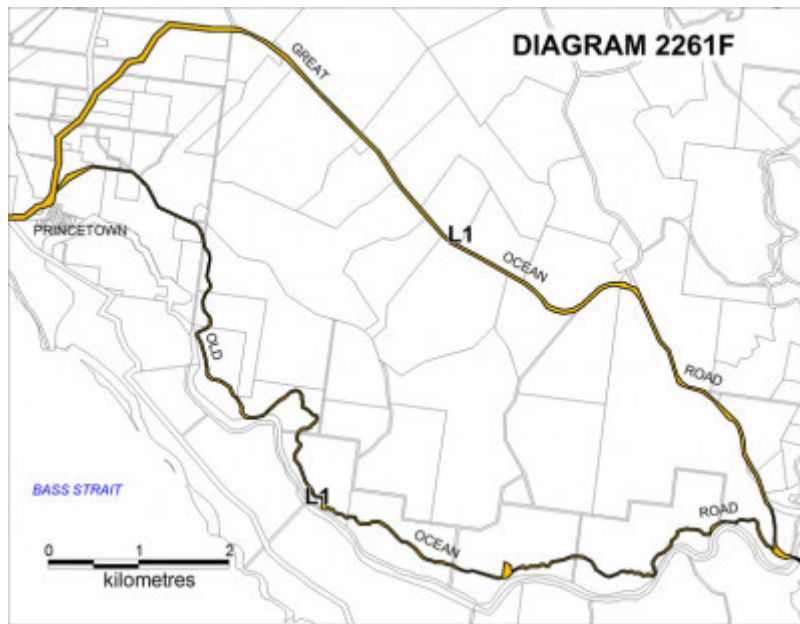 DIAGRAM 2261F
GREAT
PRINCETOWN
L1
OCEAN
OLD
ROAD
BASS STRAIT
L1
OCEAN
ROAD
0 1 2
kilometres